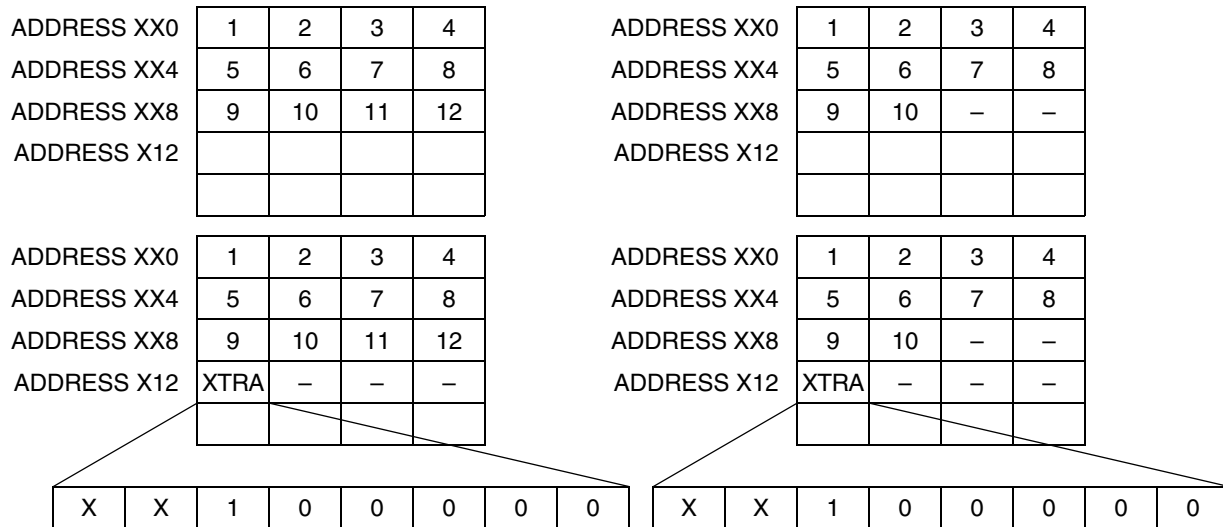 ADDRESS XX0 1 2 3 4
ADDRESS XX4 5 6 7 8
ADDRESS XX8 9 10 11 12
ADDRESS X12
ADDRESS XX0 1 2 3 4
ADDRESS XX4 5 6 7 8
ADDRESS XX8 9 10 – –
ADDRESS X12
ADDRESS XX0 1 2 3 4
ADDRESS XX4 5 6 7 8
ADDRESS XX8 9 10 11 12
ADDRESS X12 XTRA – – –
X X 1 0 0 0 0 0
ADDRESS XX0 1 2 3 4
ADDRESS XX4 5 6 7 8
ADDRESS XX8 9 10 – –
ADDRESS X12 XTRA – – –
X X 1 0 0 0 0 0